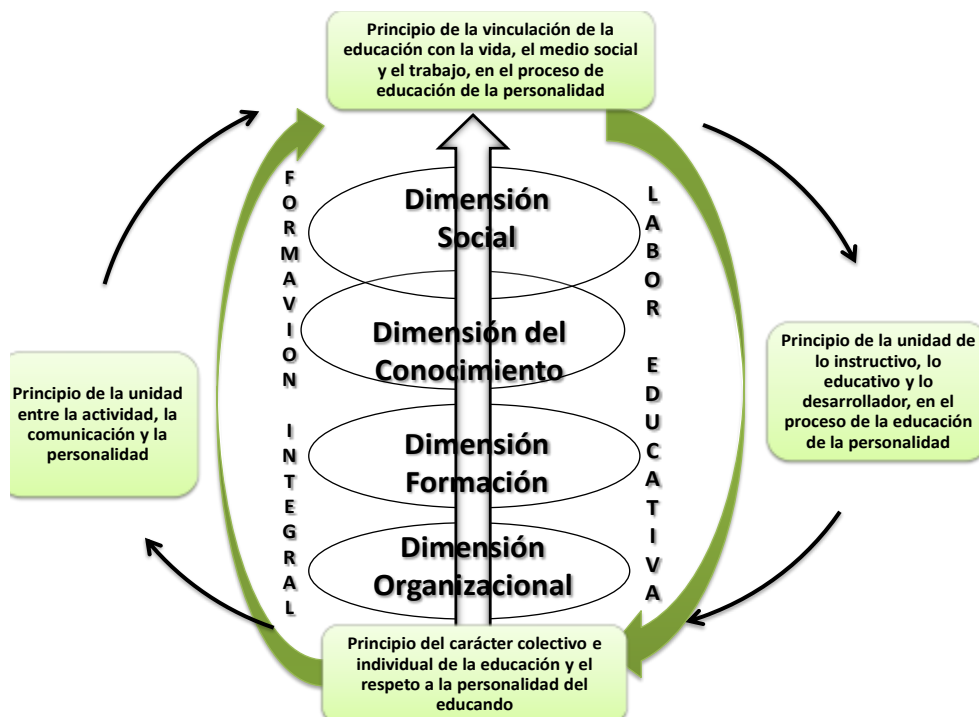 Principio de la vinculación de la
educación con la vida, el medio social
y el trabajo, en el proceso de
educación de la personalidad
FORMAVION INTEGRAL
Dimensión
Social
Dimensión del
Conocimiento
Dimensión
Formación
Dimensión
Organizacional
LABOR EDUCATIVA
Principio de la unidad
entre la actividad, la
comunicación y la
personalidad
Principio de la unidad de
lo instructivo, lo
educativo y lo
desarrollador, en el
proceso de la educación
de la personalidad
Principio del carácter colectivo e
individual de la educación y el
respeto a la personalidad del
educando